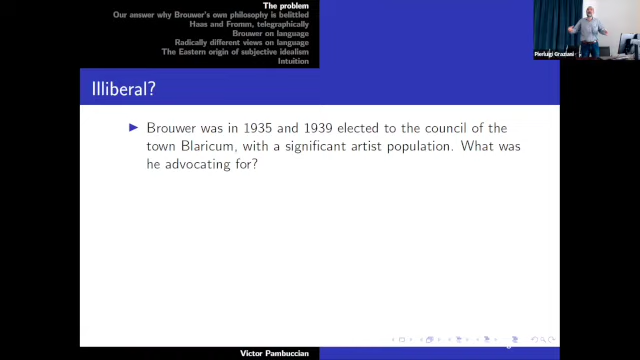 The problem
Our answer why Brouwer's own philosophy is belittled
Haas and Fromm, telegraphically
Brouwer on language
Radically different views on language
The Eastern origin of subjective idealism
Intuition
Pierluigi Graziani
Illiberal?
Brouwer was in 1935 and 1939 elected to the council of the
town Blaricum, with a significant artist population. What was
he advocating for?
Victor Pambuccian